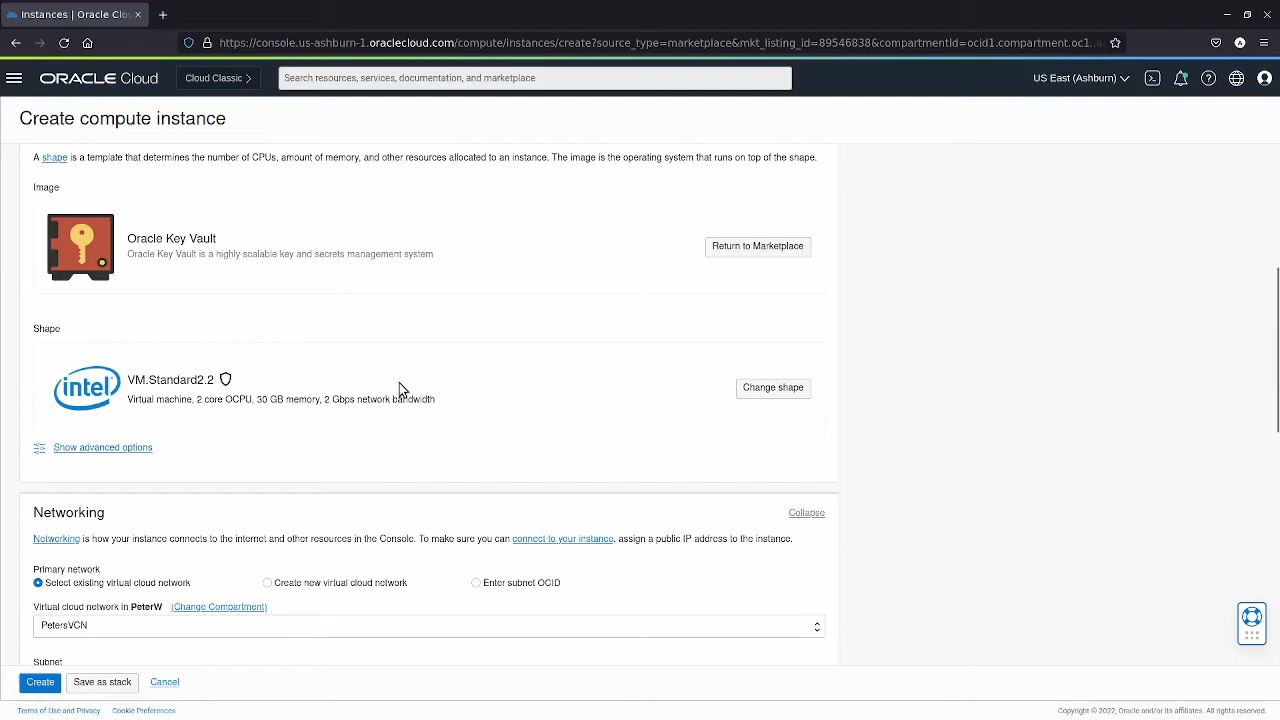 Instances | Oracle Clou
https://console.us-ashburn-1.oraclecloud.com/compute/instances/create?source_type=marketplace&mkt_listing_id=89546838&compartmentId=ocid1.compartment.oc1..a
ORACLE Cloud
Cloud Classic
Search resources, services, documentation, and marketplace
US East (Ashburn)
Create compute instance
A shape is a template that determines the number of CPUs, amount of memory, and other resources allocated to an instance. The image is the operating system that runs on top of the shape.
Image
Oracle Key Vault
Oracle Key Vault is a highly scalable key and secrets management system
Return to Marketplace
Shape
intel
VM.Standard2.2
Virtual machine, 2 core OCPU, 30 GB memory, 2 Gbps network bandwidth
Change shape
Show advanced options
Networking
Collapse
Networking is how your instance connects to the internet and other resources in the Console. To make sure you can connect to your instance, assign a public IP address to the instance.
Primary network
Select existing virtual cloud network
Create new virtual cloud network
Enter subnet OCID
Virtual cloud network in PeterW (Change Compartment)
PetersVCN
Subnet
Create
Save as stack
Cancel
Terms of Use and Privacy
Cookie Preferences
Copyright © 2022, Oracle and/or its affiliates. All rights reserved.